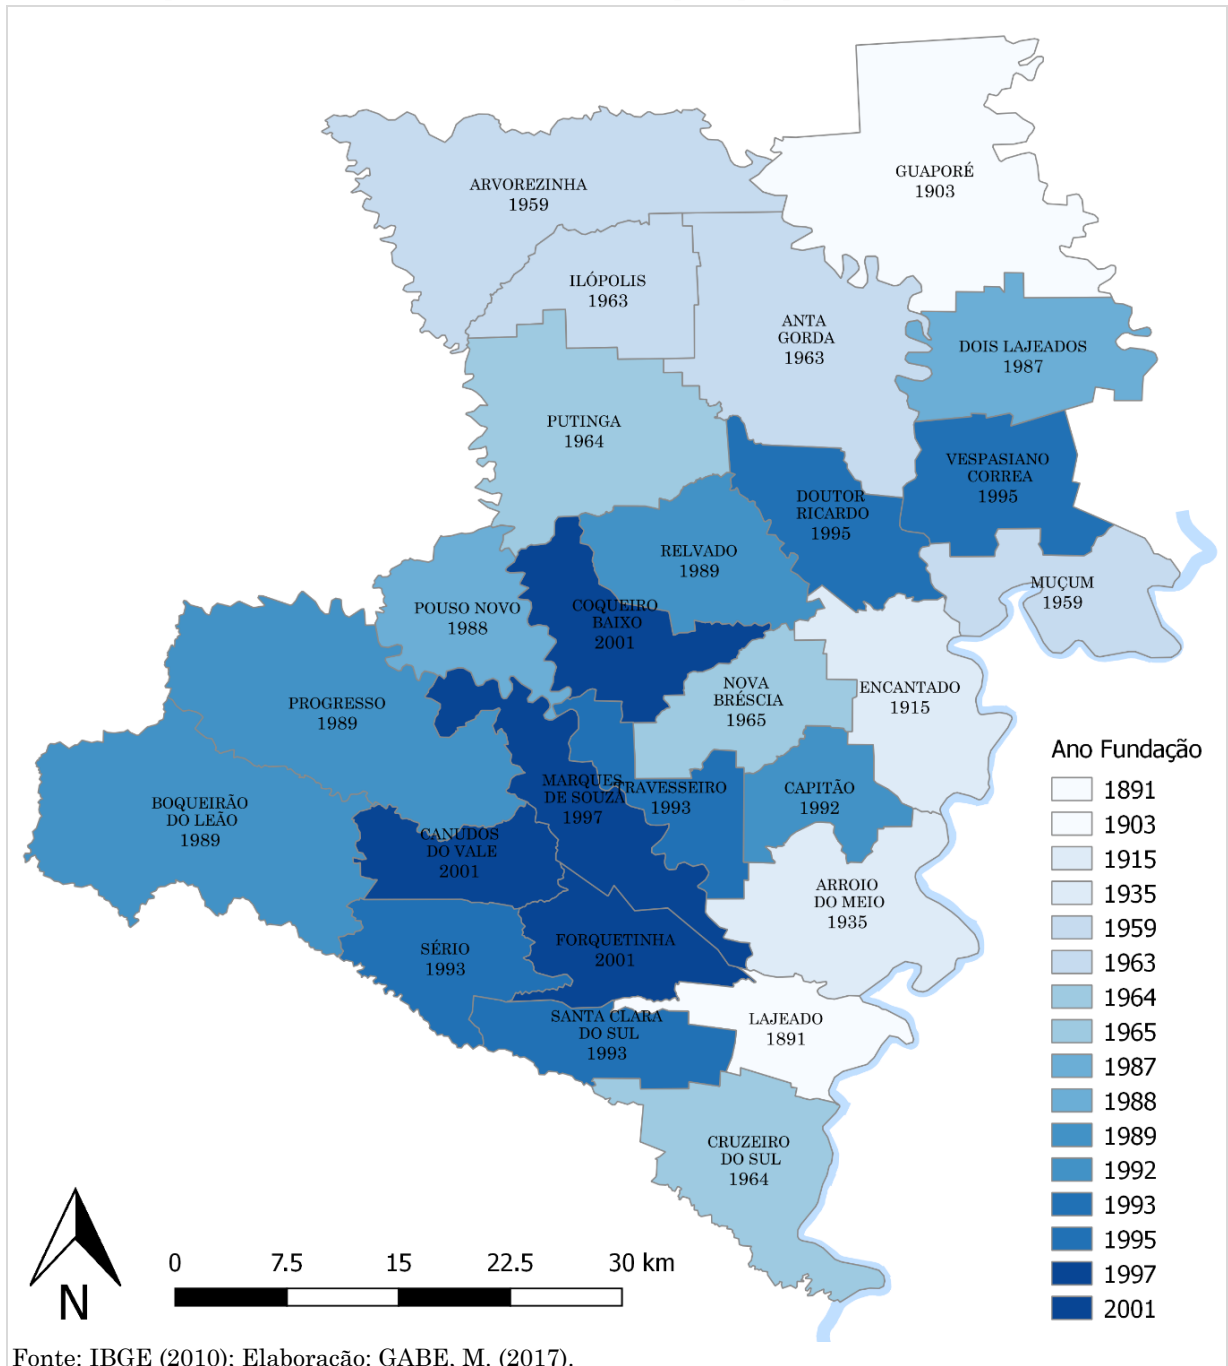 GUAPORÉ
1903
ARVOREZINHA
1959
ILÓPOLIS
1963
ANTA
GORDA
1963
DOIS LAJEADOS
1987
PUTINGA
1964
VESPASIANO
CORREA
1995
DOUTOR
RICARDO
1995
RELVADO
1989
MUÇUM
1959
POUSO NOVO
1988
COQUEIRO
BAIXO
2001
NOVA
BRÉSCIA
1965
ENCANTADO
1915
PROGRESSO
1989
BOQUEIRÃO
DO LEÃO
1989
MARQUES
DE SOUZA
1997
TRAVESSEIRO
1993
CAPITÃO
1992
CANUDOS
DO VALE
2001
ARROIO
DO MEIO
1935
SÉRIO
1993
FORQUETINHA
2001
SANTA CLARA
DO SUL
1993
LAJEADO
1891
CRUZEIRO
DO SUL
1964
Ano Fundação
1891
1903
1915
1935
1959
1963
1964
1965
1987
1988
1989
1992
1993
1995
1997
2001
N
0 7.5 15 22.5 30 km
Fonte: IBGE (2010); Elaboração: GABE, M. (2017).